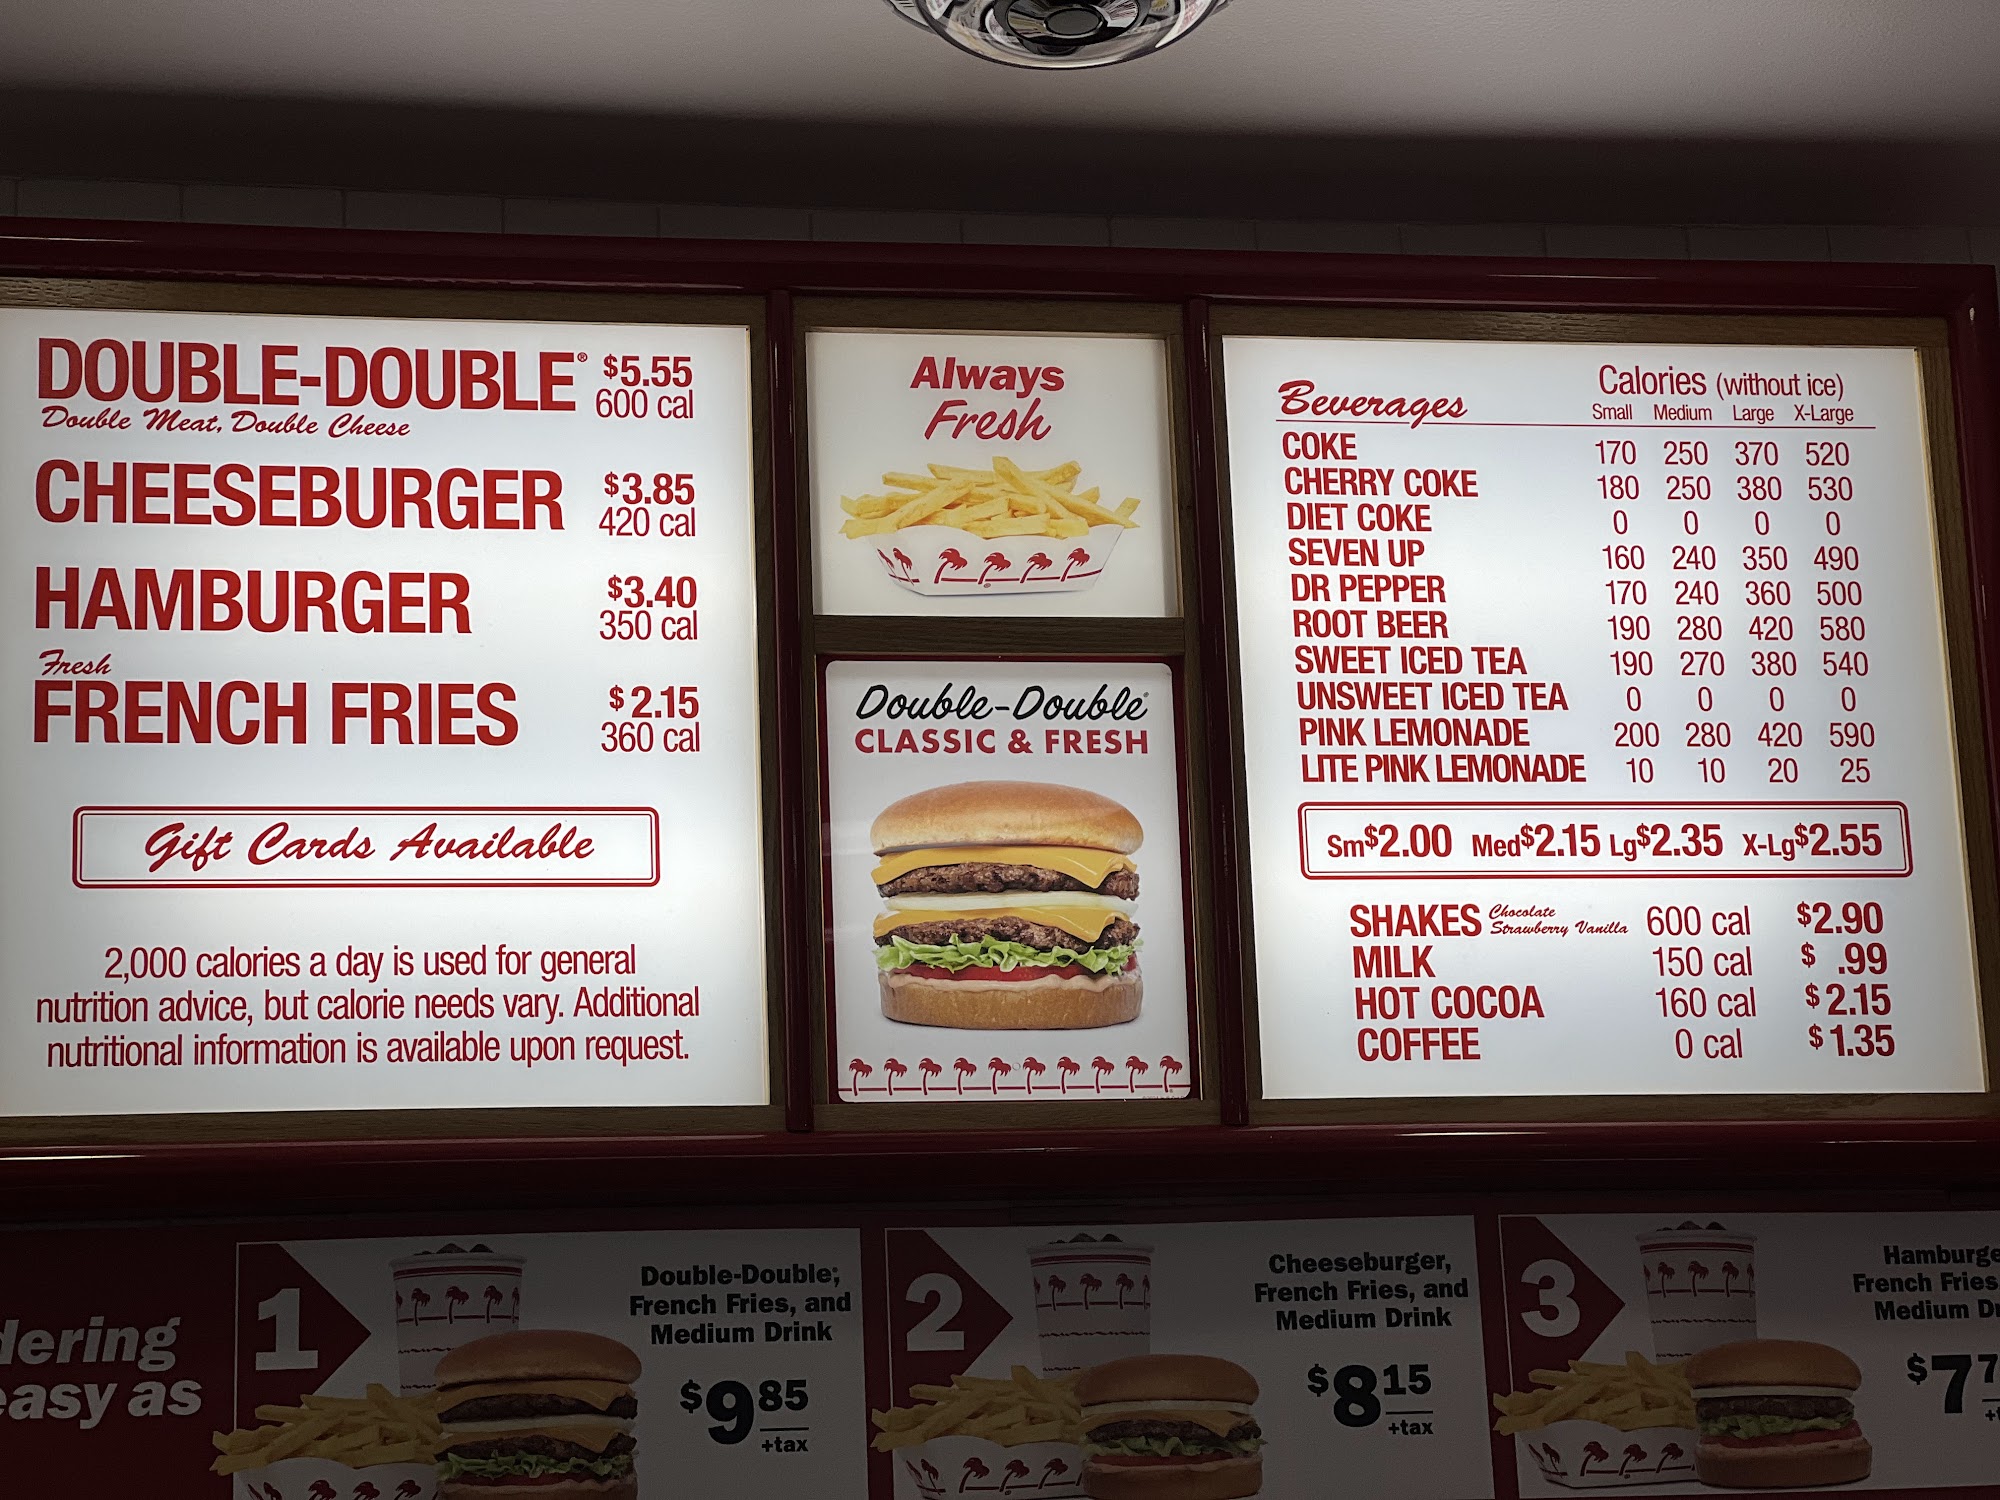 DOUBLE-DOUBLE® $5.55
Double Meat, Double Cheese 600 cal
CHEESEBURGER $3.85
420 cal
HAMBURGER $3.40
350 cal
Fresh
FRENCH FRIES $2.15
360 cal
Gift Cards Available
2,000 calories a day is used for general
nutrition advice, but calorie needs vary. Additional
nutritional information is available upon request.
Always
Fresh
Double-Double®
CLASSIC & FRESH
Beverages Calories (without ice)
Small Medium Large X-Large
COKE 170 250 370 520
CHERRY COKE 180 250 380 530
DIET COKE 0 0 0 0
SEVEN UP 160 240 350 490
DR PEPPER 170 240 360 500
ROOT BEER 190 280 420 580
SWEET ICED TEA 190 270 380 540
UNSWEET ICED TEA 0 0 0 0
PINK LEMONADE 200 280 420 590
LITE PINK LEMONADE 10 10 20 25
Sm$2.00 Med$2.15 Lg$2.35 X-Lg$2.55
SHAKES Chocolate Strawberry Vanilla 600 cal $2.90
MILK 150 cal $ .99
HOT COCOA 160 cal $2.15
COFFEE 0 cal $1.35
dering
easy as
1
Double-Double,®
French Fries, and
Medium Drink
$9 85
+tax
2
Cheeseburger,
French Fries, and
Medium Drink
$8 15
+tax
3
Hamburge
French Fries
Medium D
$7 7